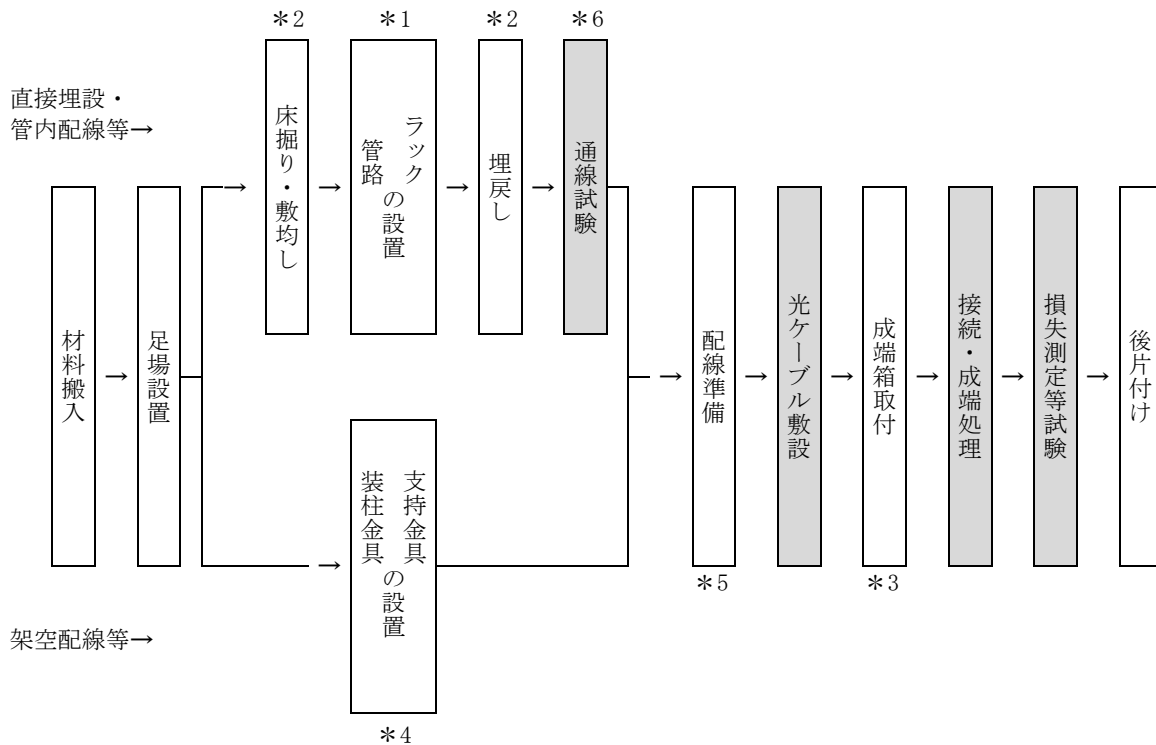 ＊2
＊1
＊2
＊6
直接埋設・
管内配線等→
床掘り・敷均し
ラック
管路
の設置
埋戻し
通線試験
材料搬入
足場設置
支持金具
装柱金具
の設置
配線準備
光ケーブル敷設
成端箱取付
接続・成端処理
損失測定等試験
後片付け
＊5
＊3
架空配線等→
＊4